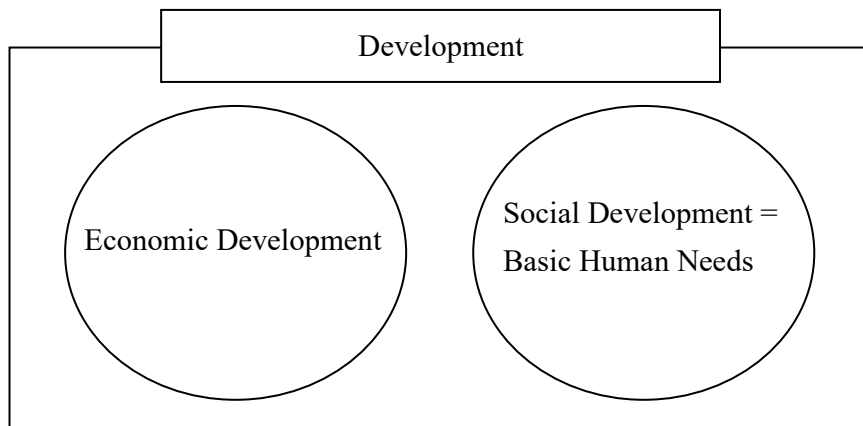 Development
Economic Development
Social Development =
Basic Human Needs